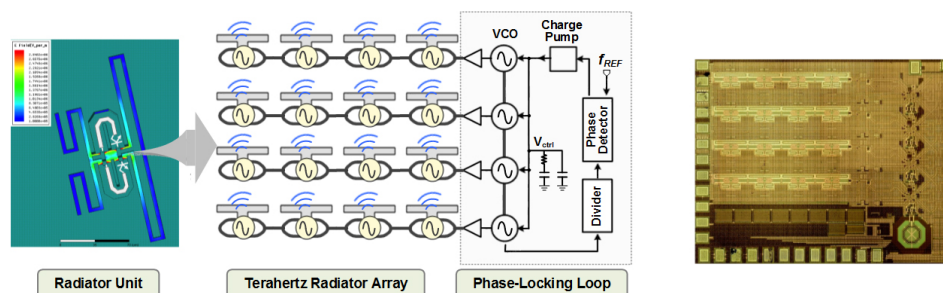 VCO
Charge
Pump
fREF
Phase
Detector
Vctrl
Divider
Radiator Unit
Terahertz Radiator Array
Phase-Locking Loop